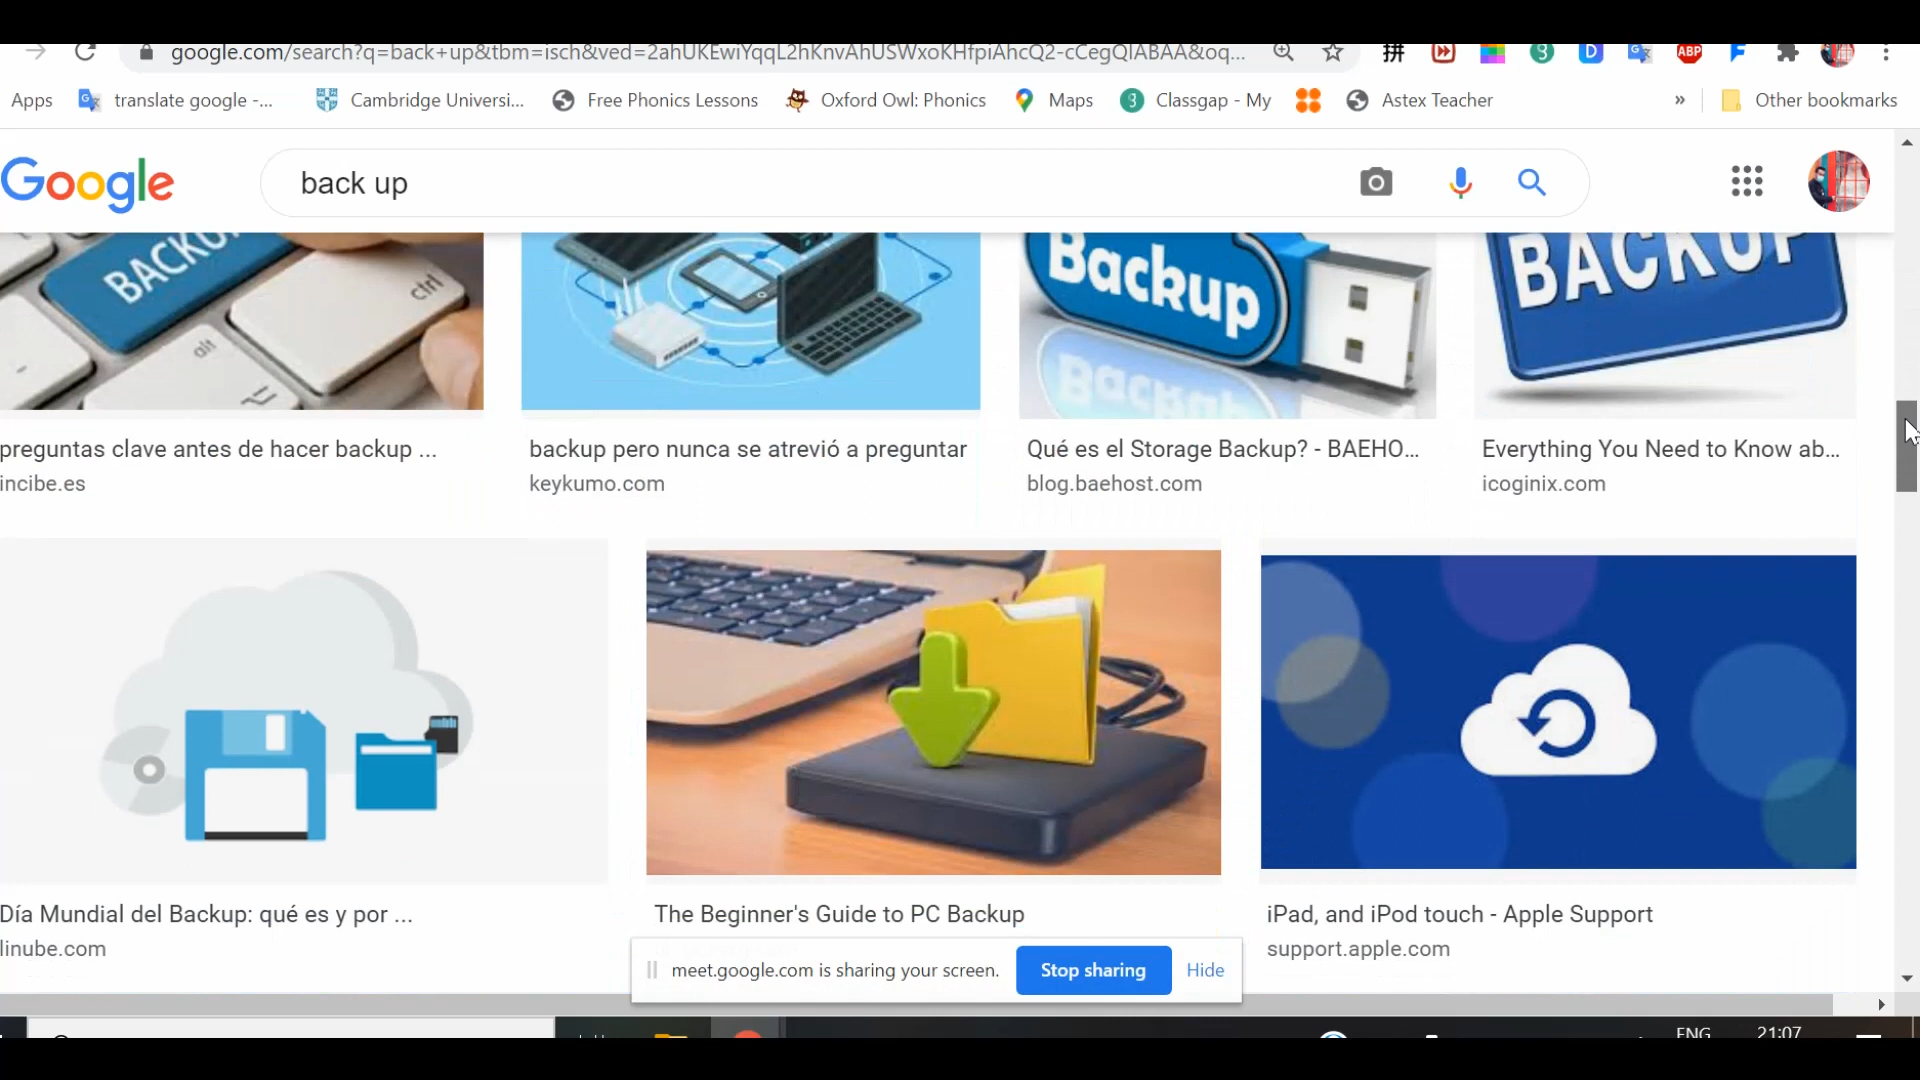 google.com/search?q=back+up&tbm=isch&ved=2ahUKEwiYqqL2hKnvAhUSWxoKHfpiAhcQ2-cCegQIABAA&oq...
Apps translate google -... Cambridge Universi... Free Phonics Lessons Oxford Owl: Phonics Maps Classgap - My Astex Teacher » Other bookmarks
Google back up
BACKU
ctrl
alt
Backup
BACKUP
preguntas clave antes de hacer backup ...
incibe.es
backup pero nunca se atrevió a preguntar
keykumo.com
Qué es el Storage Backup? - BAEHO...
blog.baehost.com
Everything You Need to Know ab...
icoginix.com
Día Mundial del Backup: qué es y por ...
linube.com
The Beginner's Guide to PC Backup
iPad, and iPod touch - Apple Support
support.apple.com
meet.google.com is sharing your screen. Stop sharing Hide
ENG 21:07